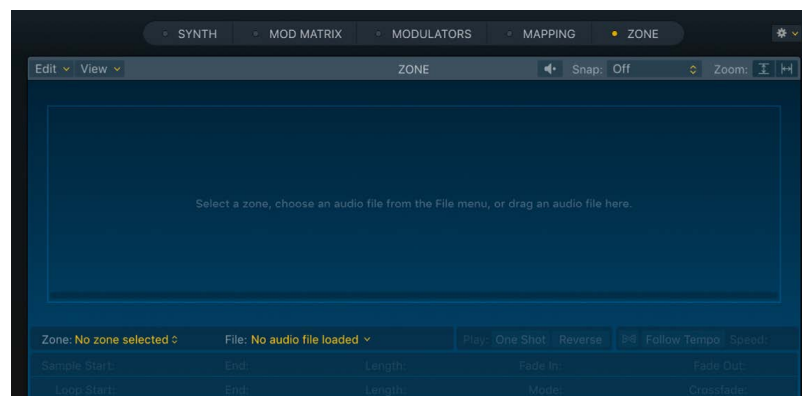 SYNTH MOD MATRIX MODULATORS MAPPING ZONE
Edit View ZONE Snap: Off Zoom:
Select a zone, choose an audio file from the File menu, or drag an audio file here.
Zone: No zone selected File: No audio file loaded Play: One Shot Reverse Follow Tempo Speed:
Sample Start: End: Length: Fade In: Fade Out:
Loop Start: End: Length: Mode: Crossfade: